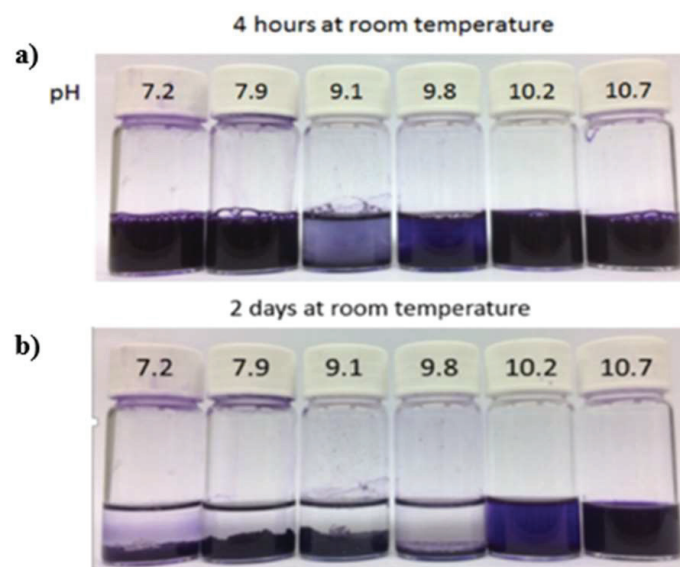 4 hours at room temperature
a)
pH 7.2 7.9 9.1 9.8 10.2 10.7
2 days at room temperature
b)
7.2 7.9 9.1 9.8 10.2 10.7